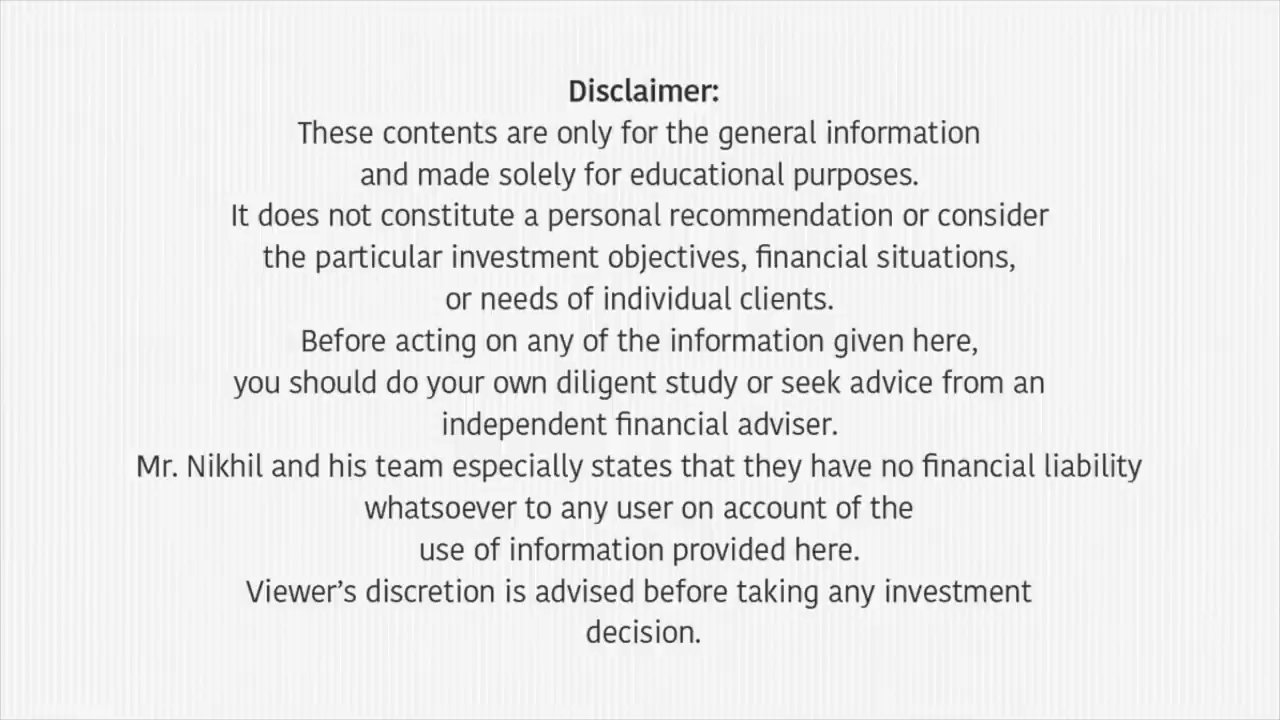 Disclaimer:
These contents are only for the general information
and made solely for educational purposes.
It does not constitute a personal recommendation or consider
the particular investment objectives, financial situations,
or needs of individual clients.
Before acting on any of the information given here,
you should do your own diligent study or seek advice from an
independent financial adviser.
Mr. Nikhil and his team especially states that they have no financial liability
whatsoever to any user on account of the
use of information provided here.
Viewer’s discretion is advised before taking any investment
decision.